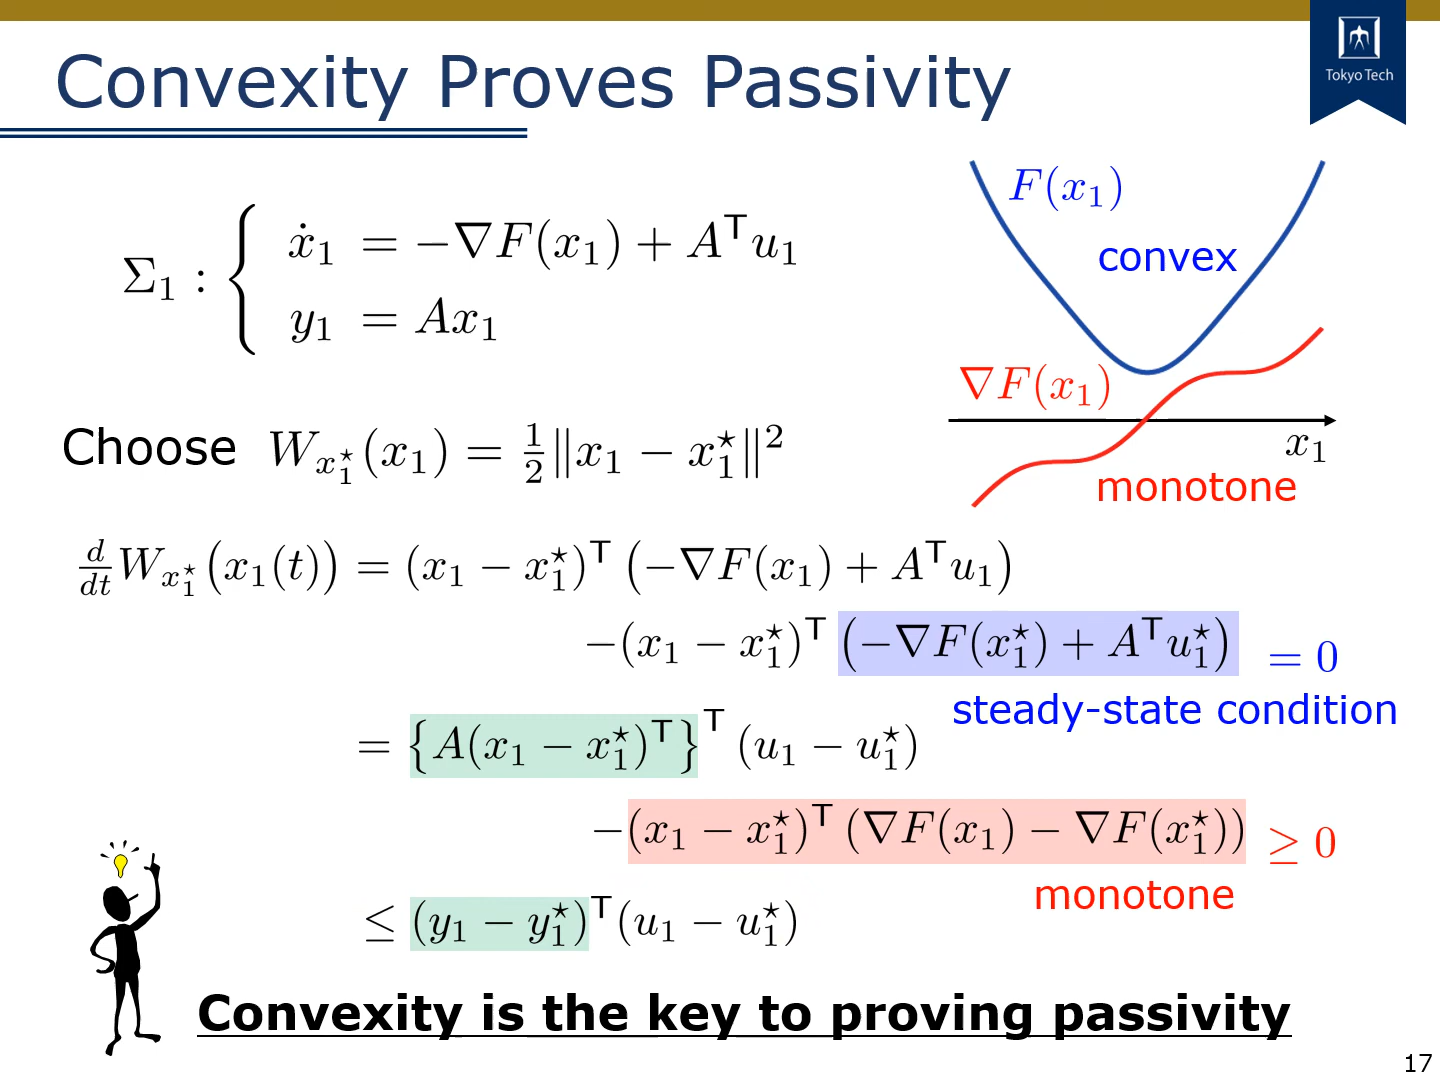 Convexity Proves Passivity
Tokyo Tech
Σ₁ : { ẋ₁ = −∇F(x₁) + Aᵀu₁
y₁ = Ax₁
F(x₁)
convex
∇F(x₁)
x₁
monotone
Choose W_{x₁⋆}(x₁) = ½‖x₁ − x₁⋆‖²
d/dt W_{x₁⋆}(x₁(t)) = (x₁ − x₁⋆)ᵀ (−∇F(x₁) + Aᵀu₁)
−(x₁ − x₁⋆)ᵀ (−∇F(x₁⋆) + Aᵀu₁⋆) = 0
steady-state condition
= {A(x₁ − x₁⋆)ᵀ}ᵀ (u₁ − u₁⋆)
−(x₁ − x₁⋆)ᵀ (∇F(x₁) − ∇F(x₁⋆)) ≥ 0
monotone
≤ (y₁ − y₁⋆)ᵀ(u₁ − u₁⋆)
Convexity is the key to proving passivity
17